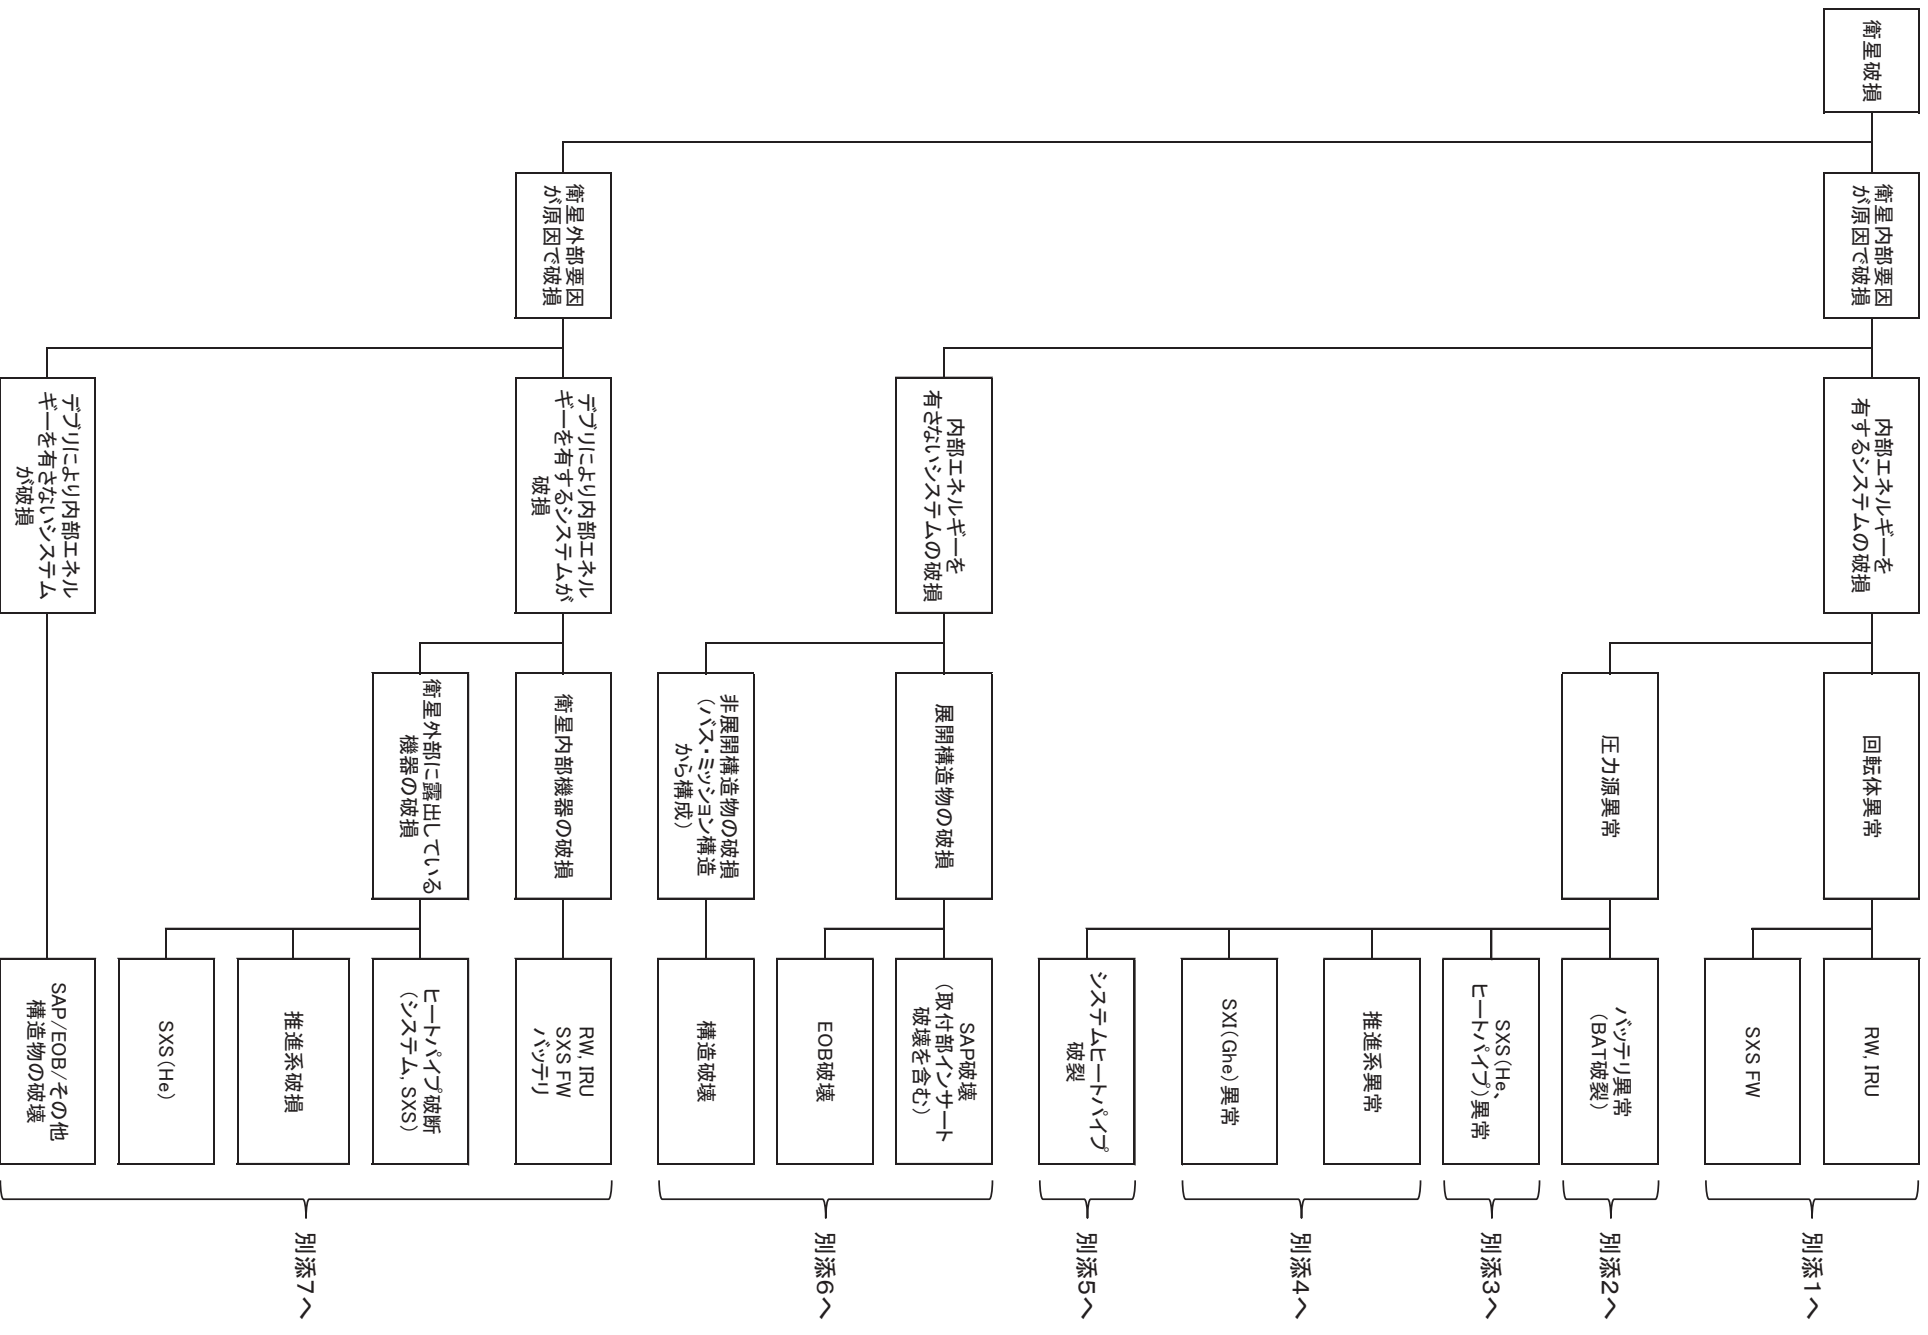 衛星破損
衛星内部要因
が原因で破損
内部エネルギーを
有するシステムの破損
回転体異常
RW, IRU
SXS FW
別添1へ
圧力源異常
バッテリ異常
（BAT破裂）
別添2へ
SXS（He、
ヒートパイプ）異常
別添3へ
推進系異常
SXI（Ghe）異常
別添4へ
システムヒートパイプ
破裂
別添5へ
内部エネルギーを
有さないシステムの破損
展開構造物の破損
SAP破壊
（取付部インサート
破壊を含む）
EOB破壊
非展開構造物の破損
（バス・ミッション構造
から構成）
構造破壊
別添6へ
衛星外部要因
が原因で破損
デブリにより内部エネル
ギーを有するシステムが
破損
衛星内部機器の破損
RW, IRU
SXS FW
バッテリ
衛星外部に露出している
機器の破損
ヒートパイプ破断
（システム, SXS）
推進系破損
SXS（He）
デブリにより内部エネル
ギーを有さないシステム
が破損
SAP/EOB/その他
構造物の破壊
別添7へ